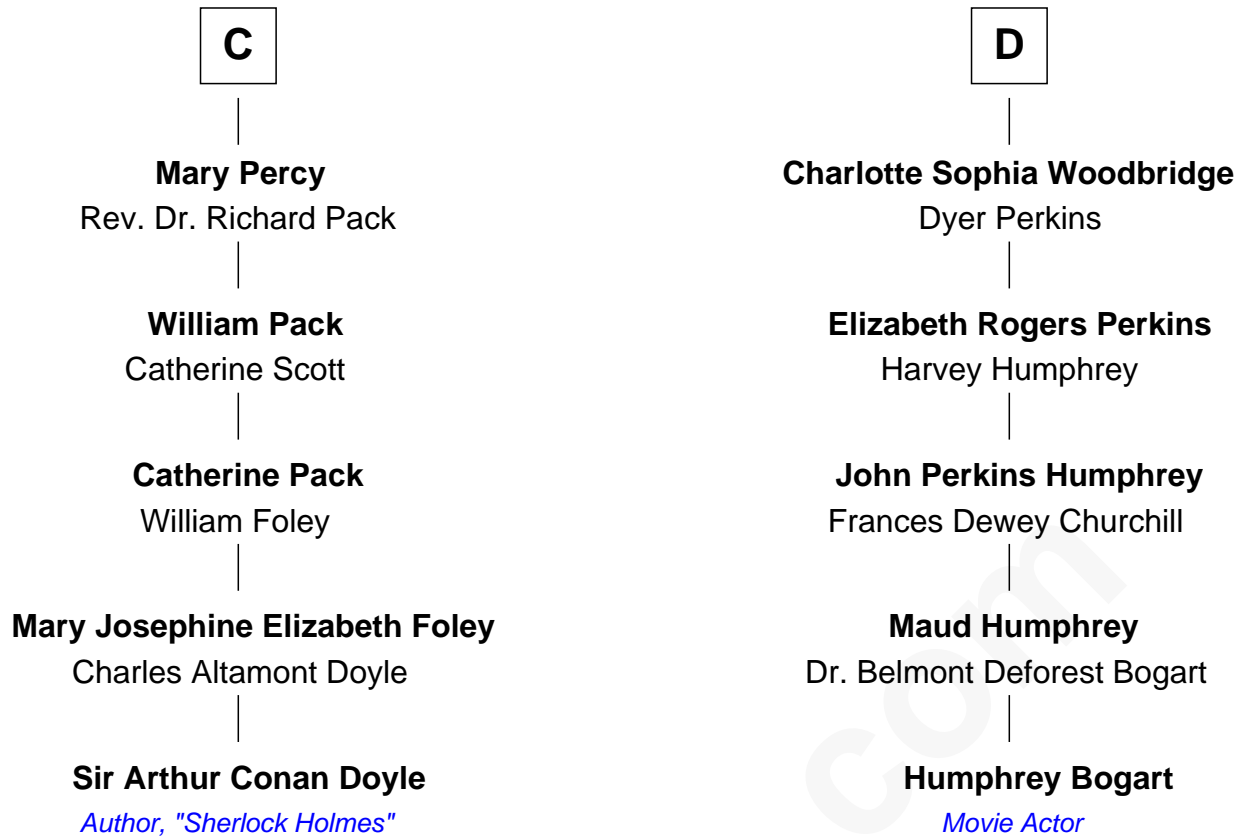 C
Mary Percy
Rev. Dr. Richard Pack
William Pack
Catherine Scott
Catherine Pack
William Foley
Mary Josephine Elizabeth Foley
Charles Altamont Doyle
Sir Arthur Conan Doyle
Author, "Sherlock Holmes"
D
Charlotte Sophia Woodbridge
Dyer Perkins
Elizabeth Rogers Perkins
Harvey Humphrey
John Perkins Humphrey
Frances Dewey Churchill
Maud Humphrey
Dr. Belmont Deforest Bogart
Humphrey Bogart
Movie Actor
com